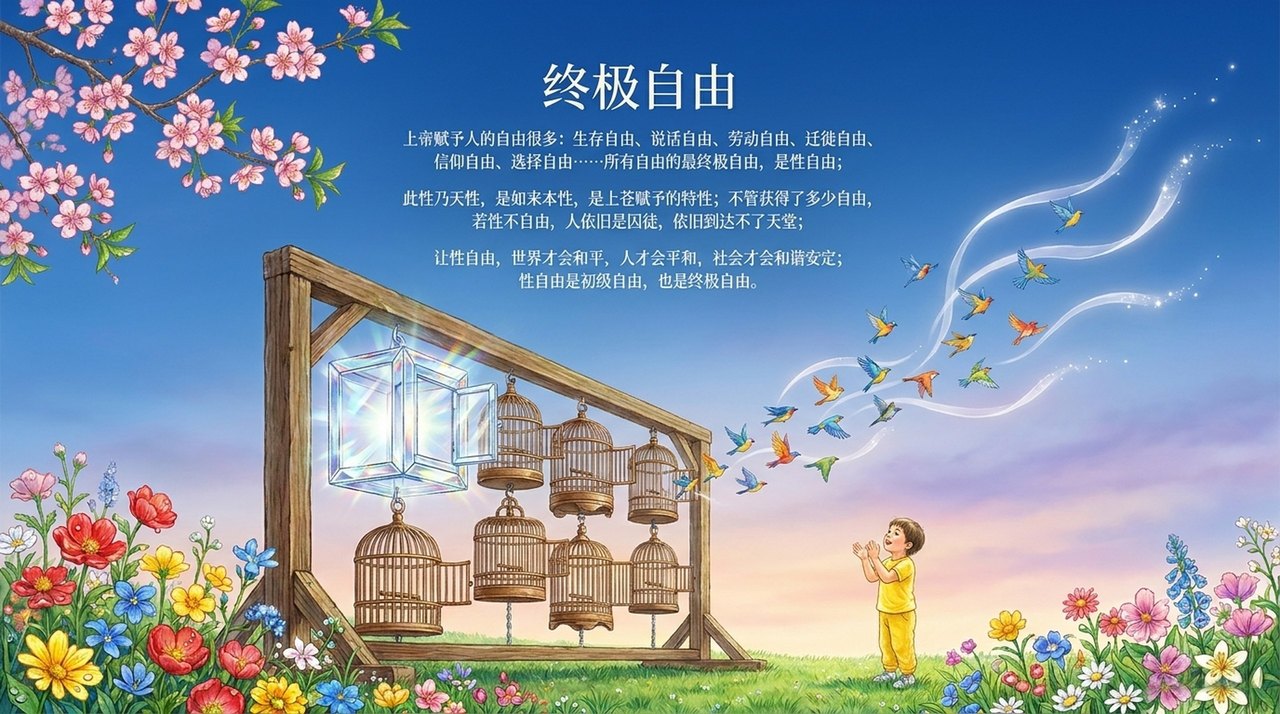 终极自由
上帝赋予人的自由很多：生存自由、说话自由、劳动自由、迁徙自由、
信仰自由、选择自由……所有自由的最终极自由，是性自由；
此性乃天性，是如来本性，是上苍赋予的特性；不管获得了多少自由，
若性不自由，人依旧是囚徒，依旧到达不了天堂；
让性自由，世界才会和平，人才会平和，社会才会和谐安定；
性自由是初级自由，也是终极自由。